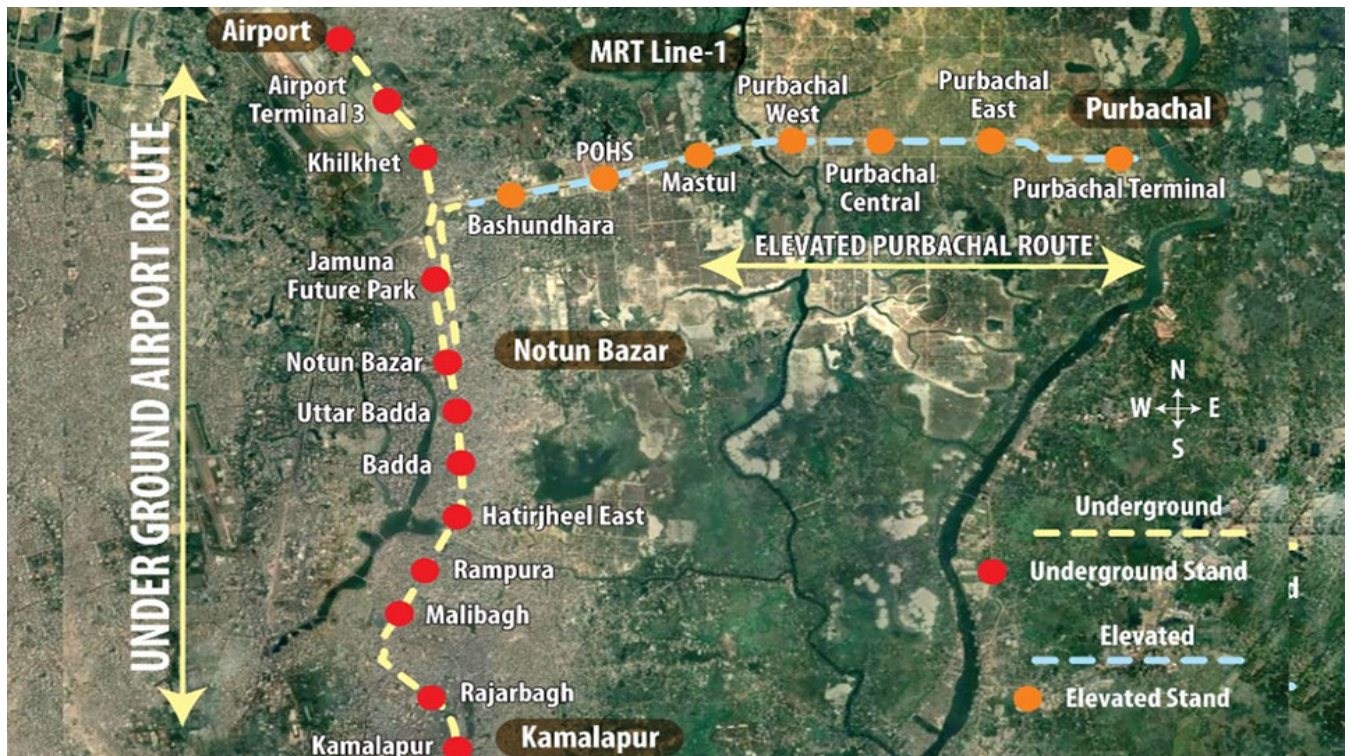 Airport
MRT Line-1
Airport
Terminal 3
Khilkhet
UNDER GROUND AIRPORT ROUTE
Purbachal
West
Purbachal
East
Purbachal
POHS
Mastul
Purbachal
Central
Purbachal Terminal
Bashundhara
ELEVATED PURBACHAL ROUTE
Jamuna
Future Park
Notun Bazar
Notun Bazar
Uttar Badda
Badda
Hatirjheel East
Rampura
Malibagh
Rajarbagh
Kamalapur
Kamalapur
N
W
E
S
Underground
Underground Stand
Elevated
Elevated Stand